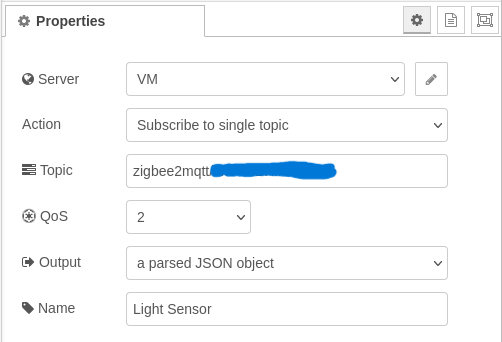 Properties
Server VM
Action Subscribe to single topic
Topic zigbee2mqtt/
QoS 2
Output a parsed JSON object
Name Light Sensor